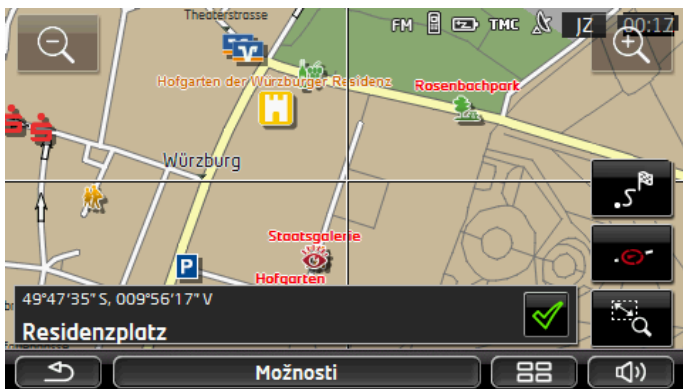 Theaterstrasse
FM TMC JZ 00:17
Hofgarten der Würzburger Residenz
Rosenbachpark
Würzburg
Staatsgalerie
P
Hofgarten
49°47'35" S, 009°56'17" V
Residenzplatz
Možnosti